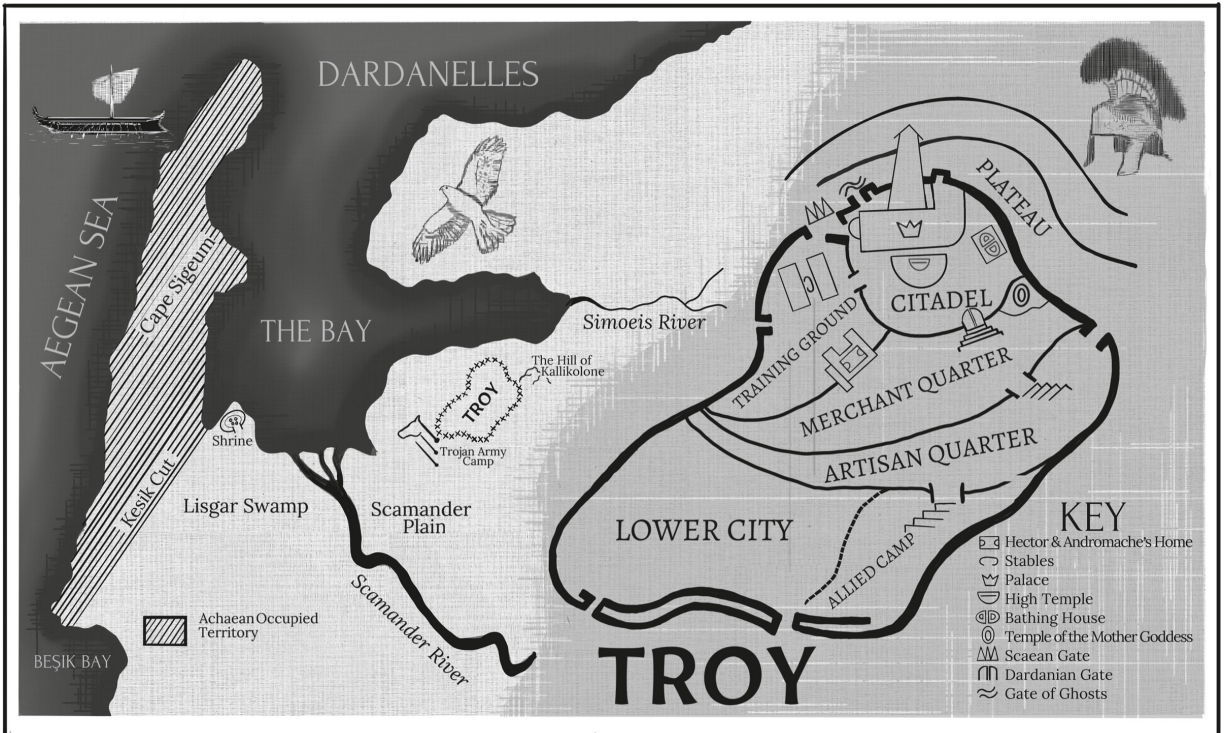 DARDANELLES
AEGEAN SEA
Cape Sigeum
THE BAY
Simoeis River
The Hill of
Kallikolone
TROY
Trojan Army
Camp
Shrine
Kesik Cut
Lisgar Swamp
Scamander
Plain
Scamander River
Achaean Occupied
Territory
BEŞIK BAY
PLATEAU
CITADEL
TRAINING GROUND
MERCHANT QUARTER
ARTISAN QUARTER
LOWER CITY
ALLIED CAMP
TROY
KEY
Hector & Andromache's Home
Stables
Palace
High Temple
Bathing House
Temple of the Mother Goddess
Scaean Gate
Dardanian Gate
Gate of Ghosts